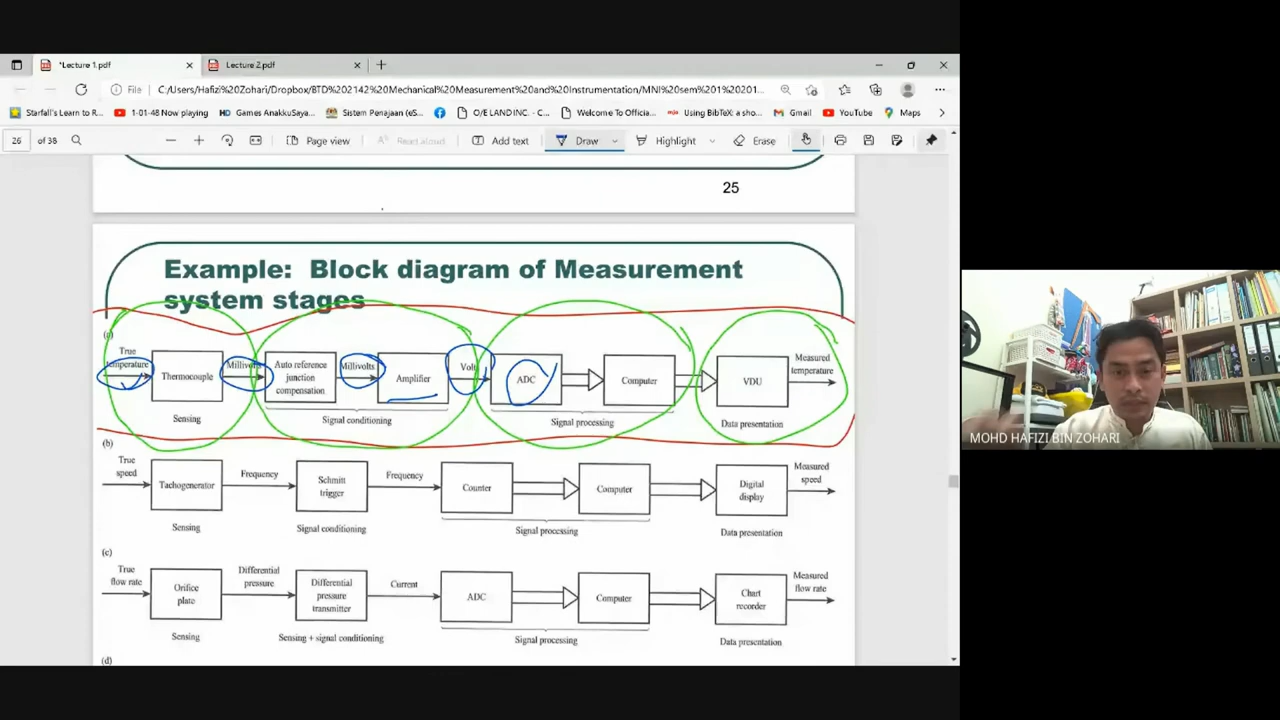 *Lecture 1.pdf
Lecture 2.pdf
File
C:/Users/Hafizi%20Zohari/Dropbox/BTD%202142%20Mechanical%20Measurement%20and%20Instrumentation/MNI%20sem%201%20201...
Starfall's Learn to R...
1-01-48 Now playing
HD Games AnakkuSaya...
Sistem Penajaan (eS...
O/E LAND INC. - C...
Welcome To Officia...
Using BibTeX: a sho...
Gmail
YouTube
Maps
26 of 38
Page view
Read aloud
Add text
Draw
Highlight
Erase
25
Example: Block diagram of Measurement
system stages
(a)
True
temperature
Thermocouple
Sensing
Millivolts
Auto reference
junction
compensation
Millivolts
Amplifier
Signal conditioning
ADC
Computer
Signal processing
VDU
Data presentation
Measured
temperature
(b)
True
speed
Tachogenerator
Sensing
Frequency
Schmitt
trigger
Signal conditioning
Frequency
Counter
Computer
Signal processing
Digital
display
Data presentation
Measured
speed
(c)
True
flow rate
Orifice
plate
Sensing
Differential
pressure
Differential
pressure
transmitter
Sensing + signal conditioning
Current
ADC
Computer
Signal processing
Chart
recorder
Data presentation
Measured
flow rate
(d)
MOHD HAFIZI BIN ZOHARI